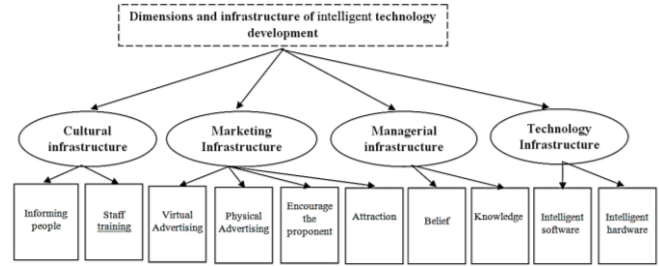 Dimensions and infrastructure of intelligent technology
development
Cultural
infrastructure
Marketing
Infrastructure
Managerial
infrastructure
Technology
Infrastructure
Informing
people
Staff
training
Virtual
Advertising
Physical
Advertising
Encourage
the
proponent
Attraction
Belief
Knowledge
Intelligent
software
Intelligent
hardware